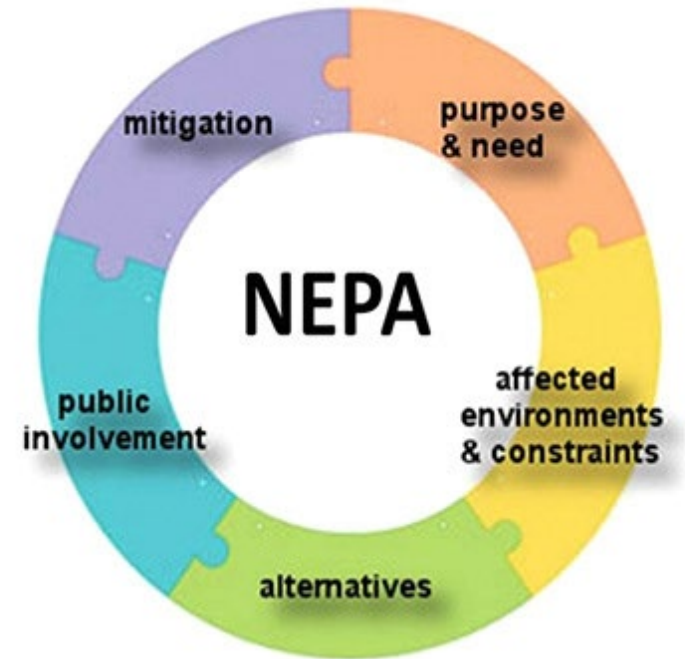 mitigation
purpose
& need
NEPA
affected
environments
& constraints
public
involvement
alternatives